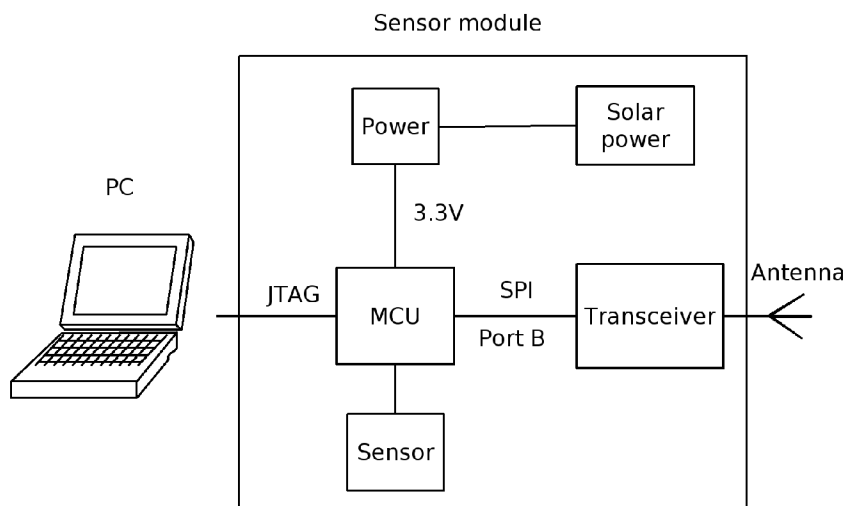 Sensor module
Power
Solar
power
PC
3.3V
JTAG
MCU
SPI
Port B
Transceiver
Antenna
Sensor